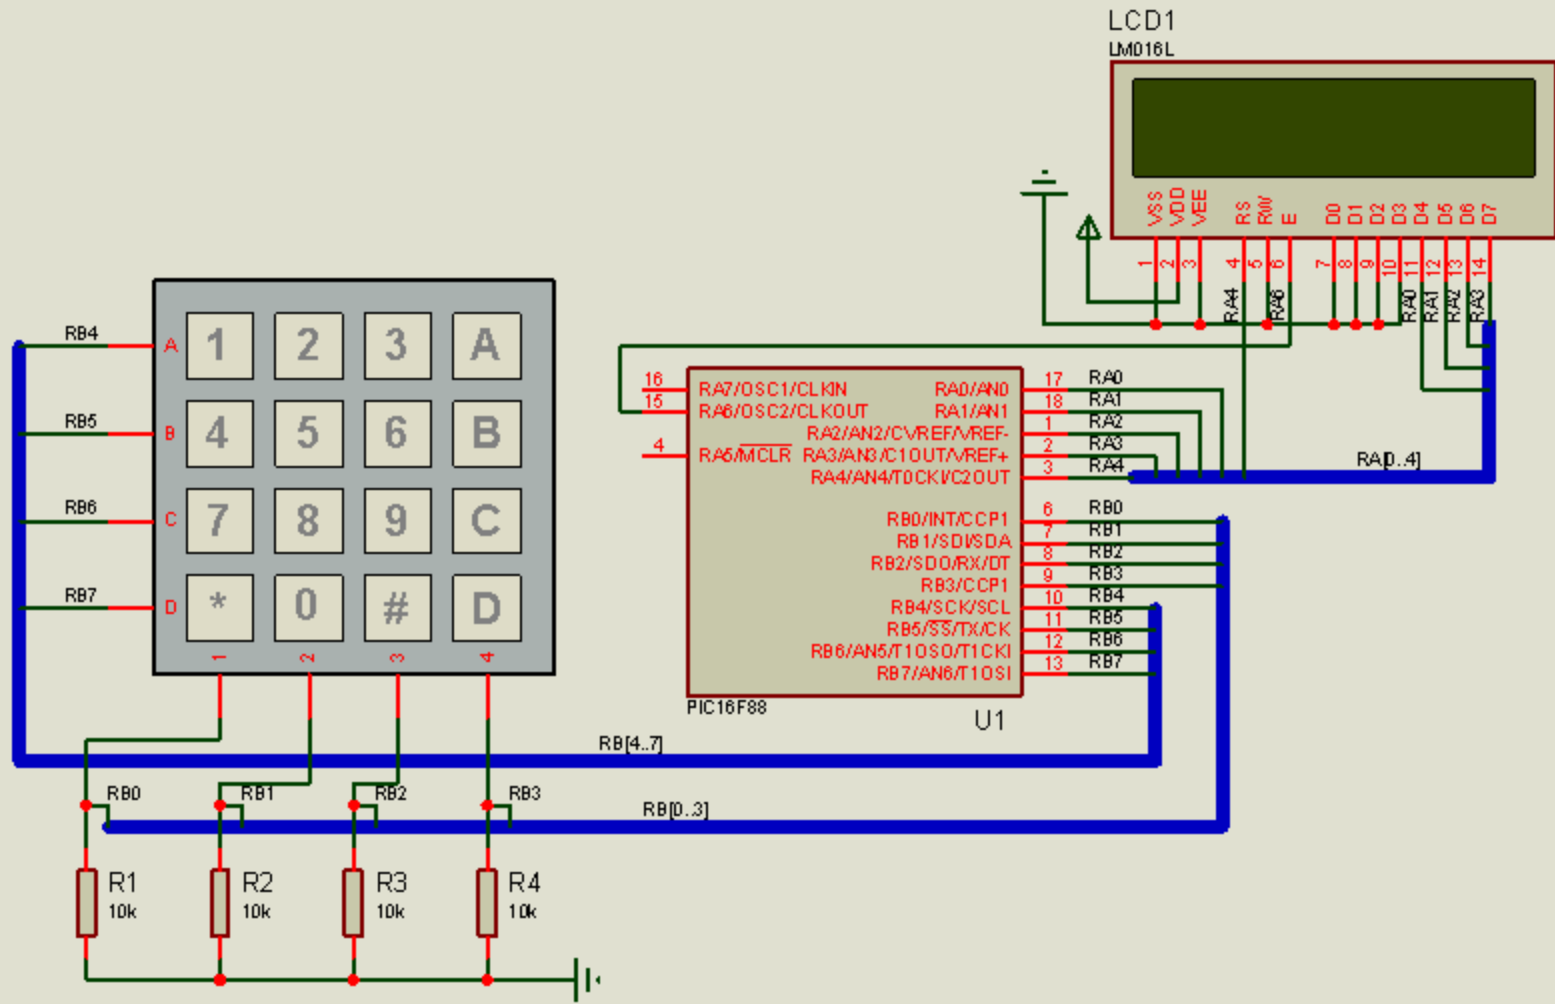 LCD1
LM016L
VSS
VDD
VEE
RS
RW
E
D0
D1
D2
D3
D4
D5
D6
D7
1
2
3
4
5
6
7
8
9
10
11
12
13
14
RA4
RA6
RA0
RA1
RA2
RA3
RB4
A
1
2
3
A
RB5
B
4
5
6
B
RB6
C
7
8
9
C
RB7
D
*
0
#
D
1
2
3
4
16
RA7/OSC1/CLKIN
15
RA6/OSC2/CLKOUT
4
RA5/MCLR
RA0/AN0
17
RA0
RA1/AN1
18
RA1
RA2/AN2/CVREF/VREF-
1
RA2
RA3/AN3/C1OUT/VREF+
2
RA3
RA4/AN4/T0CKI/C2OUT
3
RA4
RA[0..4]
RB0/INT/CCP1
6
RB0
RB1/SDI/SDA
7
RB1
RB2/SDO/RX/DT
8
RB2
RB3/CCP1
9
RB3
RB4/SCK/SCL
10
RB4
RB5/SS/TX/CK
11
RB5
RB6/AN5/T1OSO/T1CKI
12
RB6
RB7/AN6/T1OSI
13
RB7
PIC16F88
U1
RB[4..7]
RB0
RB1
RB2
RB3
RB[0..3]
R1
10k
R2
10k
R3
10k
R4
10k